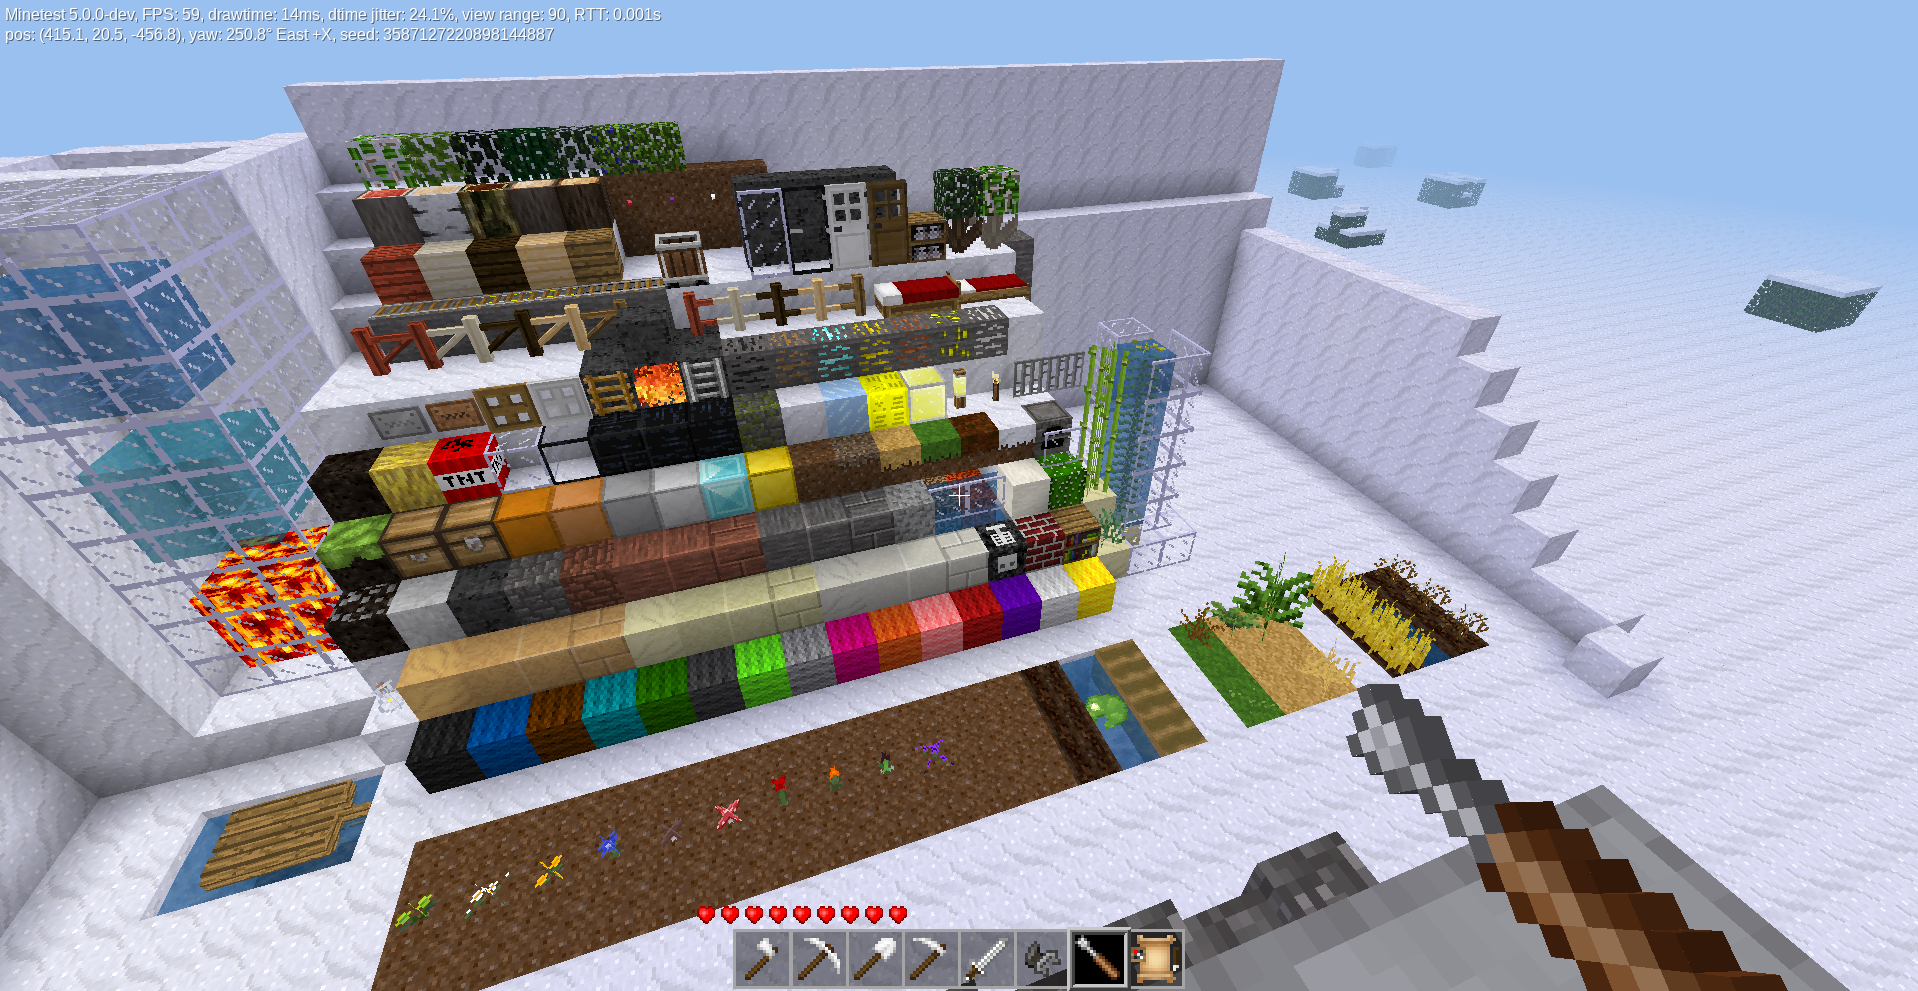 Minetest 5.0.0-dev, FPS: 59, drawtime: 14ms, dtime jitter: 24.1%, view range: 90, RTT: 0.001s
pos: (415.1, 20.5, -456.8), yaw: 250.8° East +X, seed: 3587127220898144887
TNT